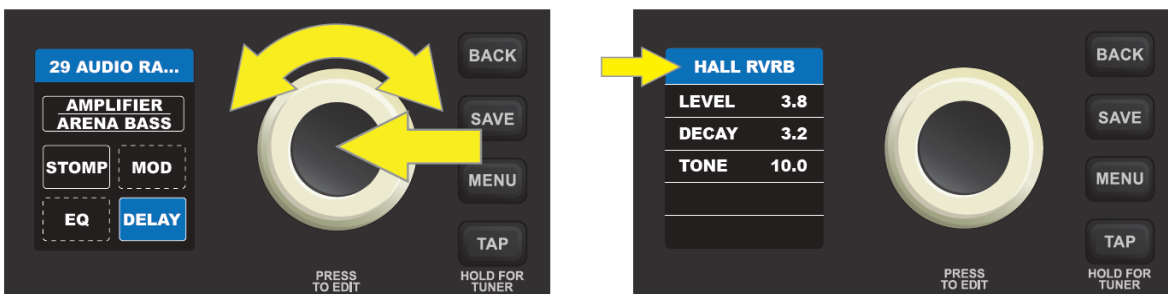 29 AUDIO RA...
AMPLIFIER
ARENA BASS
STOMP MOD
EQ DELAY
PRESS
TO EDIT
BACK
SAVE
MENU
TAP
HOLD FOR
TUNER
HALL RVRB
LEVEL 3.8
DECAY 3.2
TONE 10.0
PRESS
TO EDIT
BACK
SAVE
MENU
TAP
HOLD FOR
TUNER